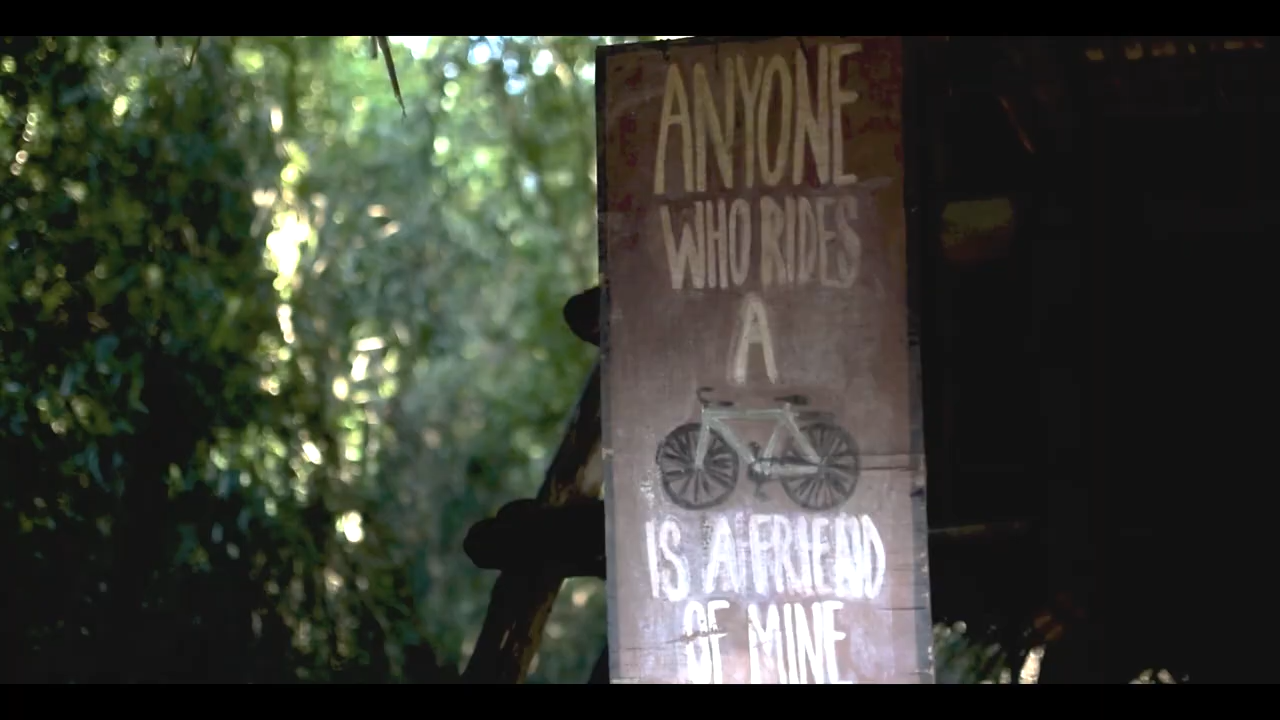 ANYONE
WHO RIDES
A
IS A FRIEND
OF MINE